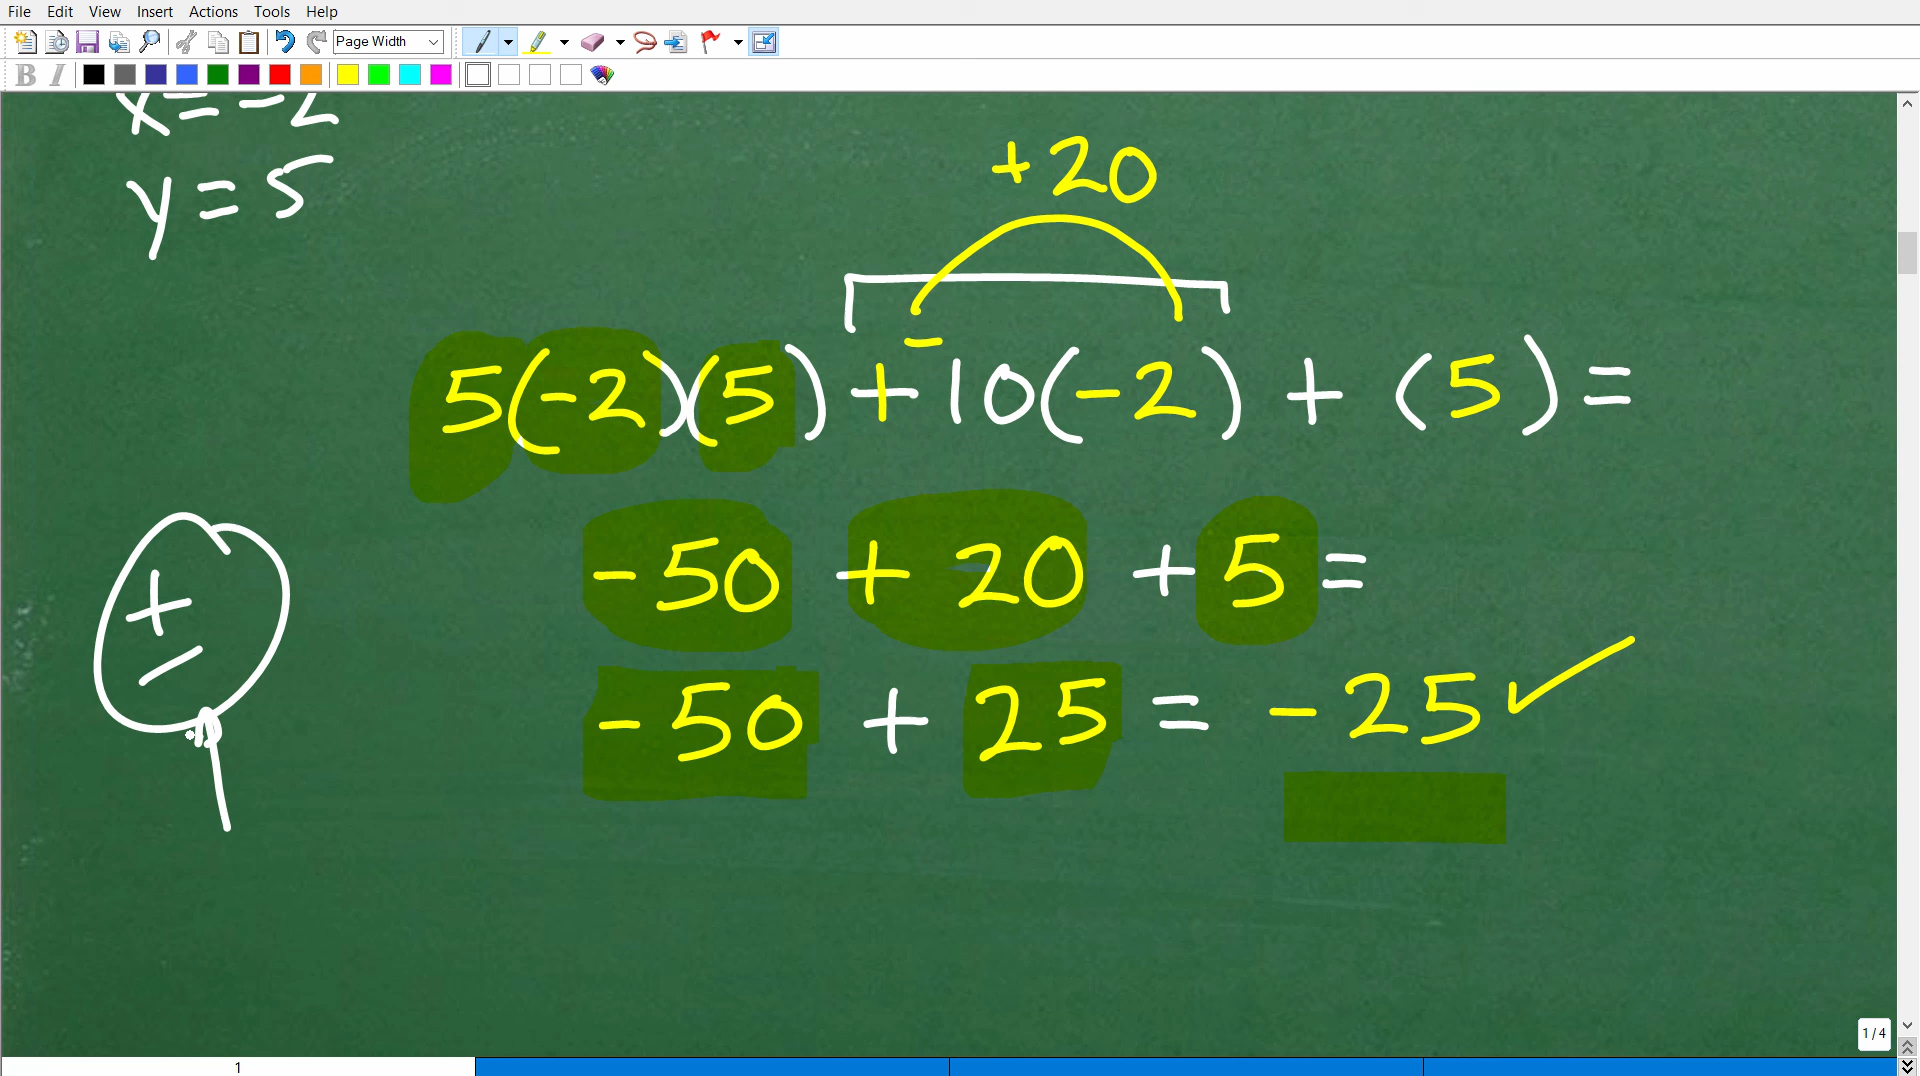 File Edit View Insert Actions Tools Help
Page Width
B I
x = -2
y = 5
+20
5(-2)(5) + -10(-2) + (5) =
-50 + 20 + 5 =
+
-
-50 + 25 = -25 ✓
1 / 4
1